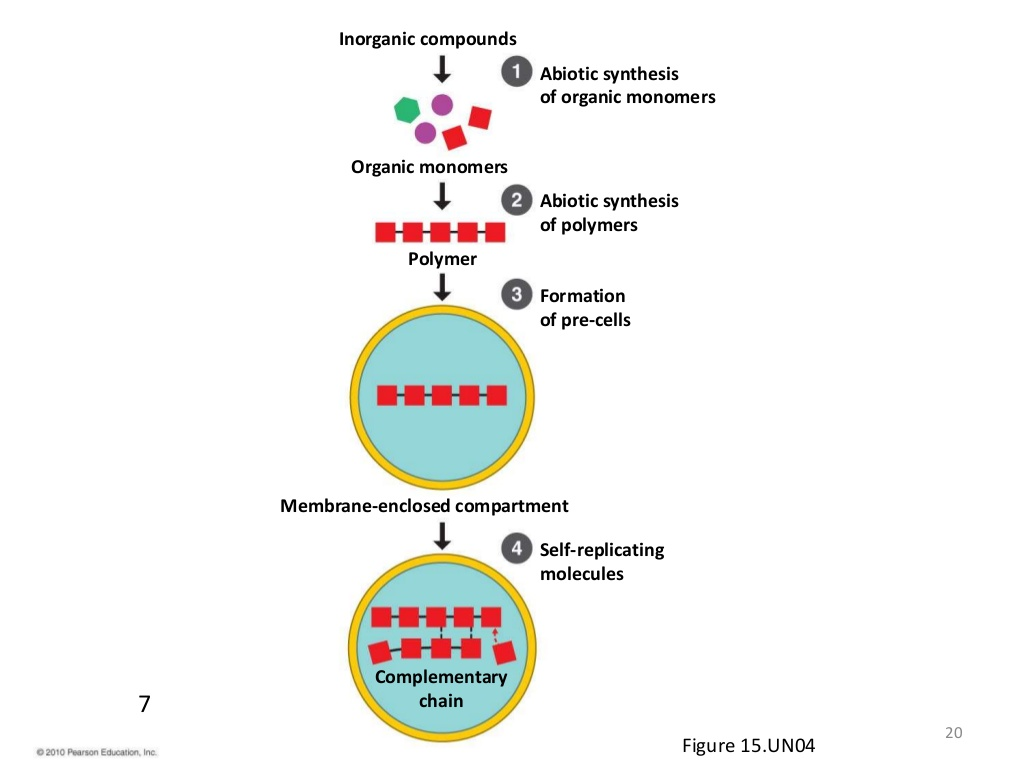 Inorganic compounds
1
Abiotic synthesis
of organic monomers
Organic monomers
2
Abiotic synthesis
of polymers
Polymer
3
Formation
of pre-cells
Membrane-enclosed compartment
4
Self-replicating
molecules
Complementary
chain
7
20
© 2010 Pearson Education, Inc.
Figure 15.UN04